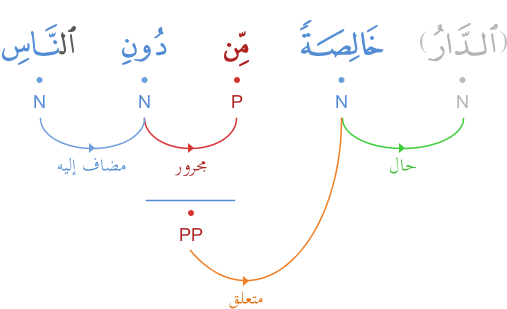 (ٱلدَّارُ) خَالِصَةً مِّن دُونِ ٱلنَّاسِ
N N P N N
حال مجرور مضاف إليه
PP
متعلق